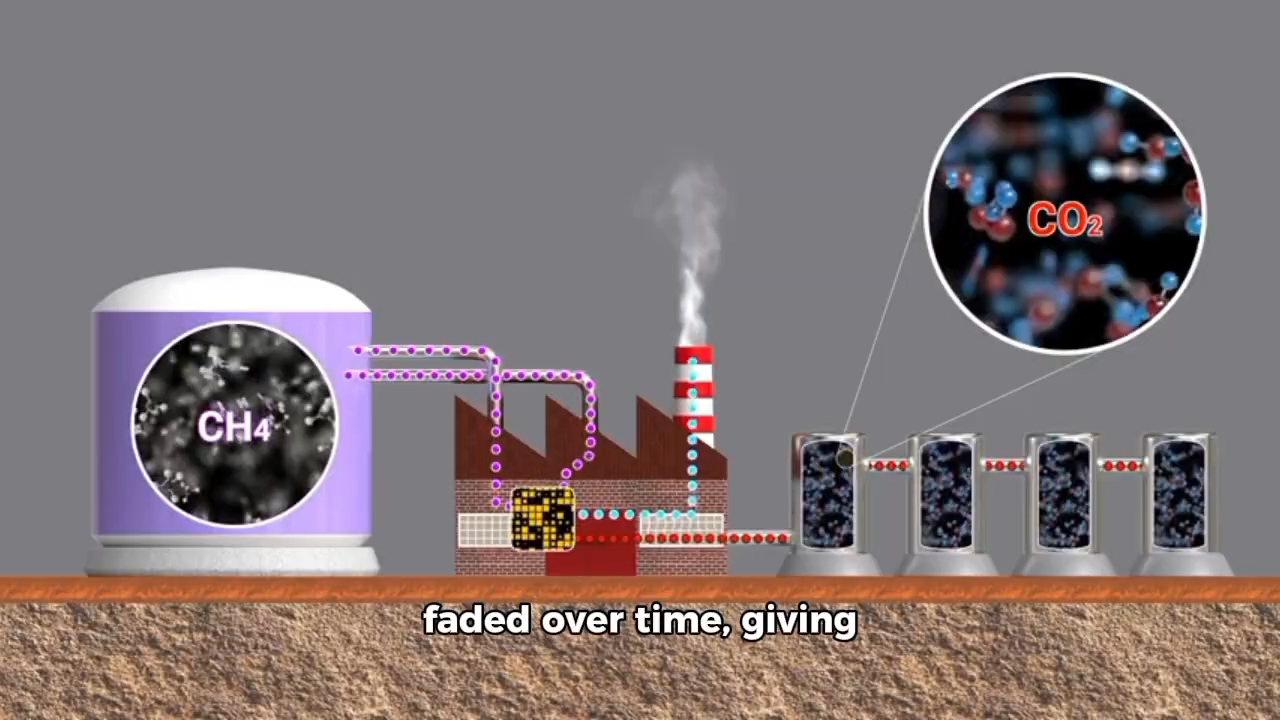 CO₂
CH₄
faded over time, giving